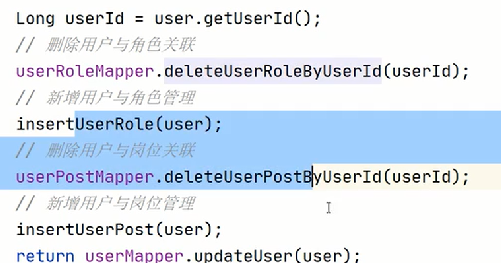 Long userId = user.getUserId();
// 删除用户与角色关联
userRoleMapper.deleteUserRoleByUserId(userId);
// 新增用户与角色管理
insertUserRole(user);
// 删除用户与岗位关联
userPostMapper.deleteUserPostByUserId(userId);
// 新增用户与岗位管理
insertUserPost(user);
return userMapper.updateUser(user);